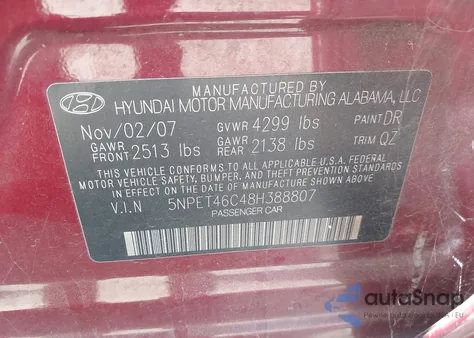 MANUFACTURED BY
HYUNDAI MOTOR MANUFACTURING ALABAMA, LLC
Nov/02/07 GVWR 4299 lbs PAINT DR
GAWR FRONT 2513 lbs GAWR REAR 2138 lbs TRIM QZ
THIS VEHICLE CONFORMS TO ALL APPLICABLE U.S.A. FEDERAL
MOTOR VEHICLE SAFETY, BUMPER, AND THEFT PREVENTION STANDARDS
IN EFFECT ON THE DATE OF MANUFACTURE SHOWN ABOVE.
V.I.N 5NPET46C48H388807
PASSENGER CAR
autoSnap